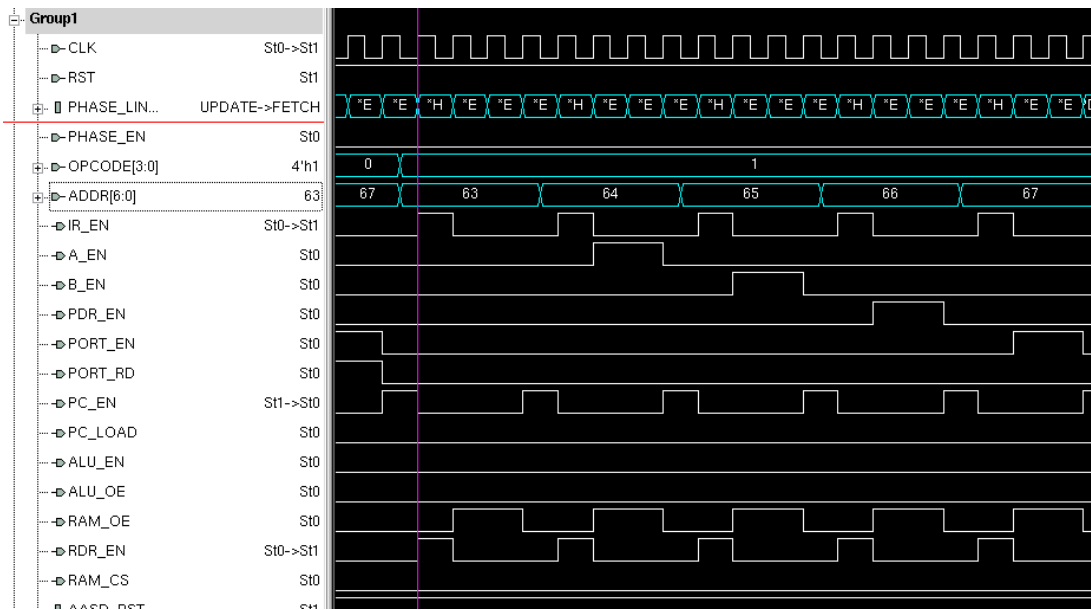 Group1
CLK St0->St1
RST St1
PHASE_LIN... UPDATE->FETCH *E *E *H *E *E *E *H *E *E *E *H *E *E *E *H *E *E *E *H *E *E
PHASE_EN St0
OPCODE[3:0] 4'h1 0 1
ADDR[6:0] 63 67 63 64 65 66 67
IR_EN St0->St1
A_EN St0
B_EN St0
PDR_EN St0
PORT_EN St0
PORT_RD St0
PC_EN St1->St0
PC_LOAD St0
ALU_EN St0
ALU_OE St0
RAM_OE St0
RDR_EN St0->St1
RAM_CS St0
AASD_RST St1